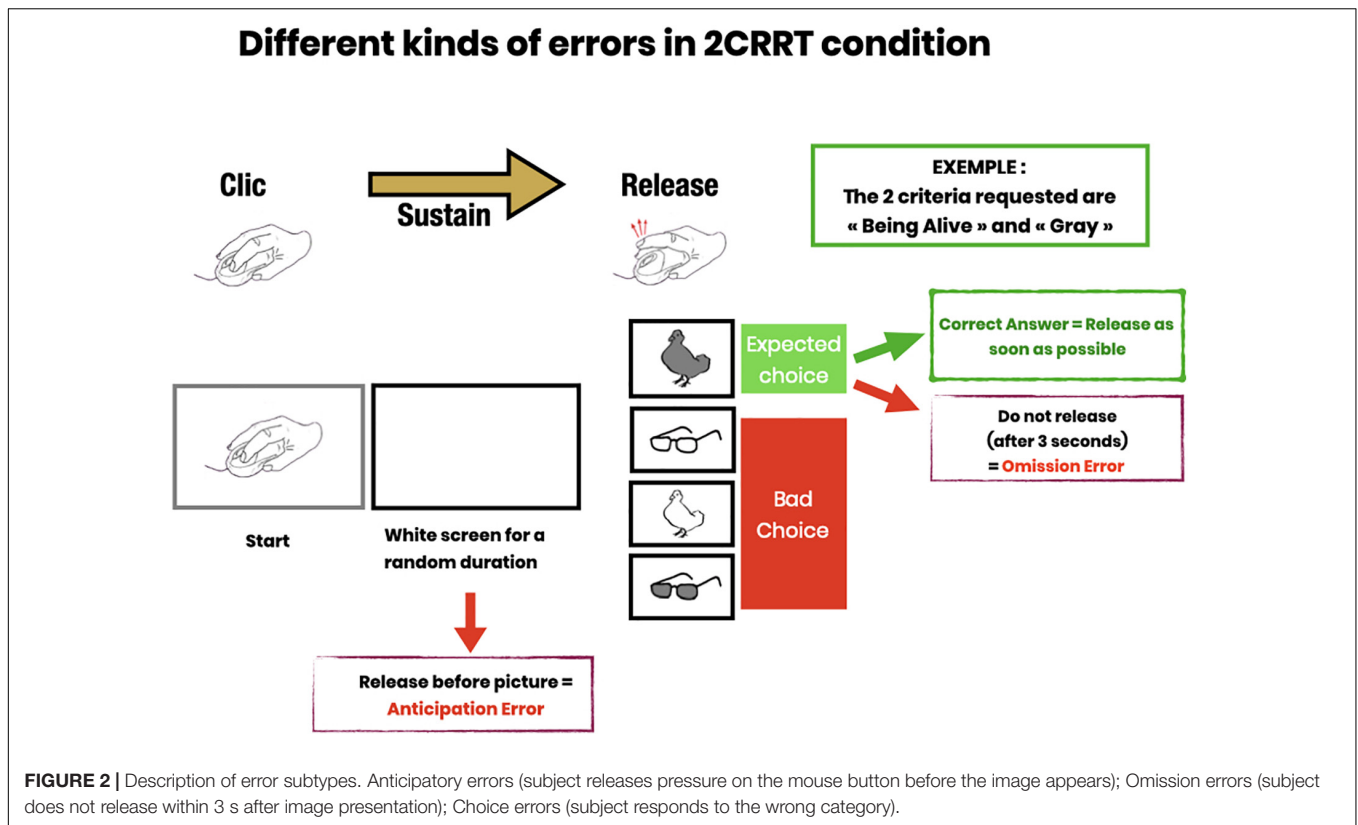 Different kinds of errors in 2CRRT condition
Clic
Sustain
Release
EXEMPLE :
The 2 criteria requested are
« Being Alive » and « Gray »
Expected
choice
Correct Answer = Release as
soon as possible
Do not release
(after 3 seconds)
= Omission Error
Bad
Choice
Start
White screen for a
random duration
Release before picture =
Anticipation Error
FIGURE 2 | Description of error subtypes. Anticipatory errors (subject releases pressure on the mouse button before the image appears); Omission errors (subject
does not release within 3 s after image presentation); Choice errors (subject responds to the wrong category).